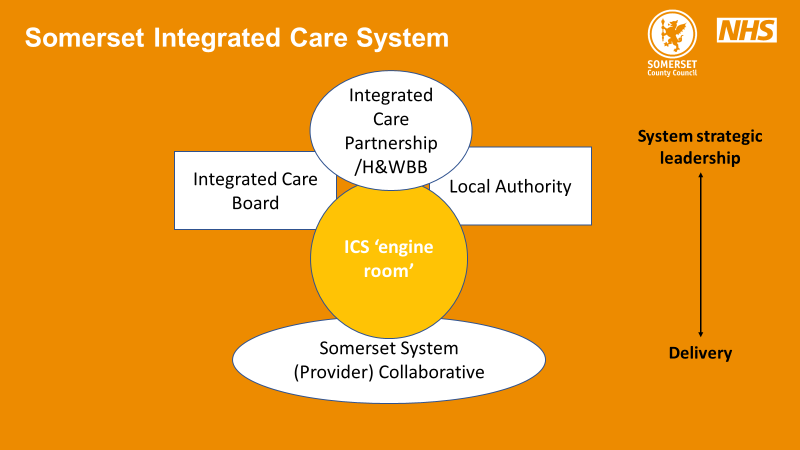 Somerset Integrated Care System
SOMERSET
County Council
NHS
Integrated
Care
Partnership
/H&WBB
Integrated Care
Board
Local Authority
ICS ‘engine
room’
Somerset System
(Provider) Collaborative
System strategic
leadership
Delivery